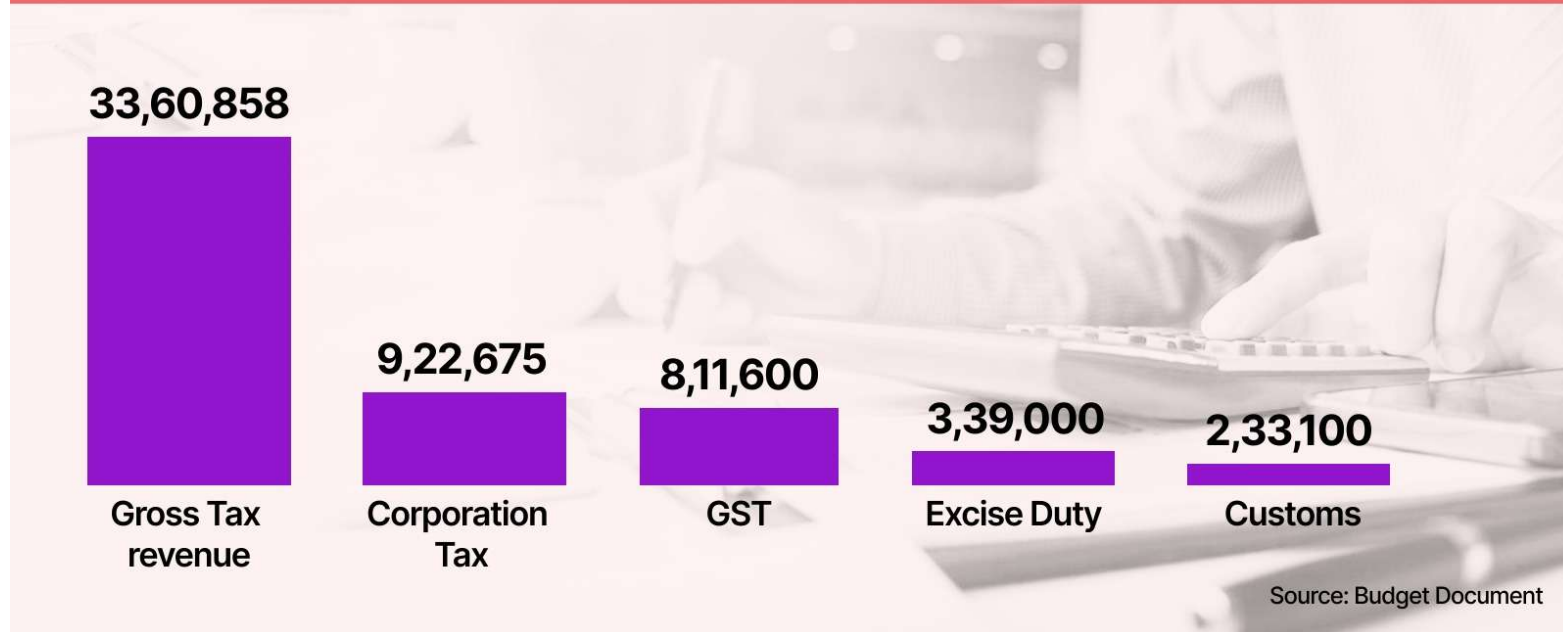 33,60,858
9,22,675
8,11,600
3,39,000
2,33,100
Gross Tax
revenue
Corporation
Tax
GST
Excise Duty
Customs
Source: Budget Document